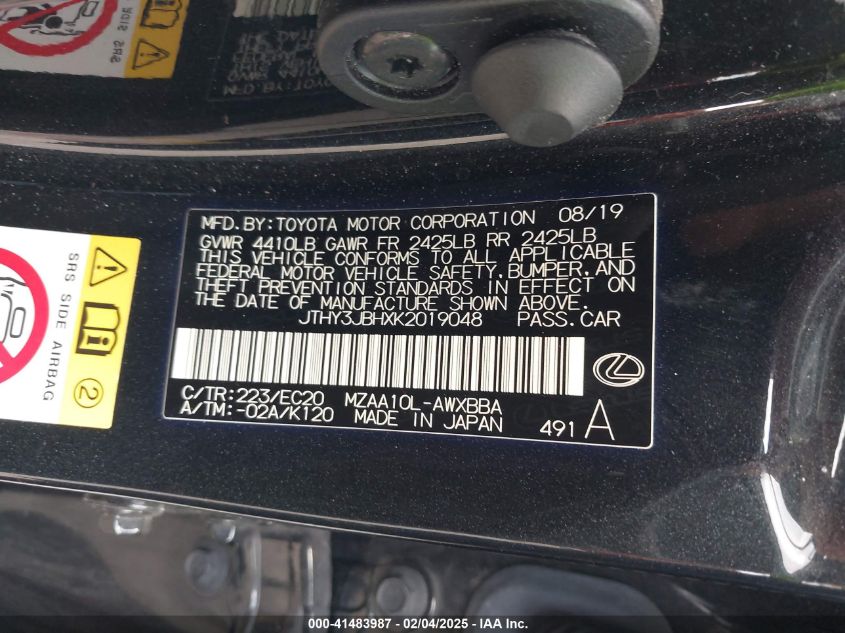 MFD. BY: TOYOTA MOTOR CORPORATION 08/19
GVWR 4410LB GAWR FR 2425LB RR 2425LB
THIS VEHICLE CONFORMS TO ALL APPLICABLE
FEDERAL MOTOR VEHICLE SAFETY, BUMPER, AND
THEFT PREVENTION STANDARDS IN EFFECT ON
THE DATE OF MANUFACTURE SHOWN ABOVE.
JTHY3JBHXK2019048 PASS. CAR
C/TR: 223/EC20 MZAA10L-AWXBBA
A/TM: -02A/K120 MADE IN JAPAN 491 A
SRS SIDE AIRBAG
2
000-41483987 - 02/04/2025 - IAA Inc.